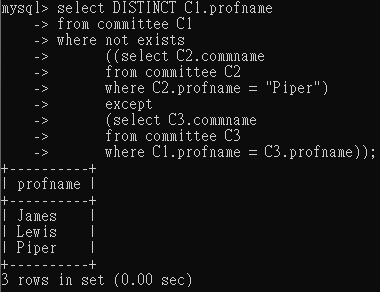 mysql> select DISTINCT C1.profname
    -> from committee C1
    -> where not exists
    ->       ((select C2.commname
    ->       from committee C2
    ->       where C2.profname = "Piper")
    ->       except
    ->       (select C3.commname
    ->       from committee C3
    ->       where C1.profname = C3.profname));
+----------+
| profname |
+----------+
| James    |
| Lewis    |
| Piper    |
+----------+
3 rows in set (0.00 sec)